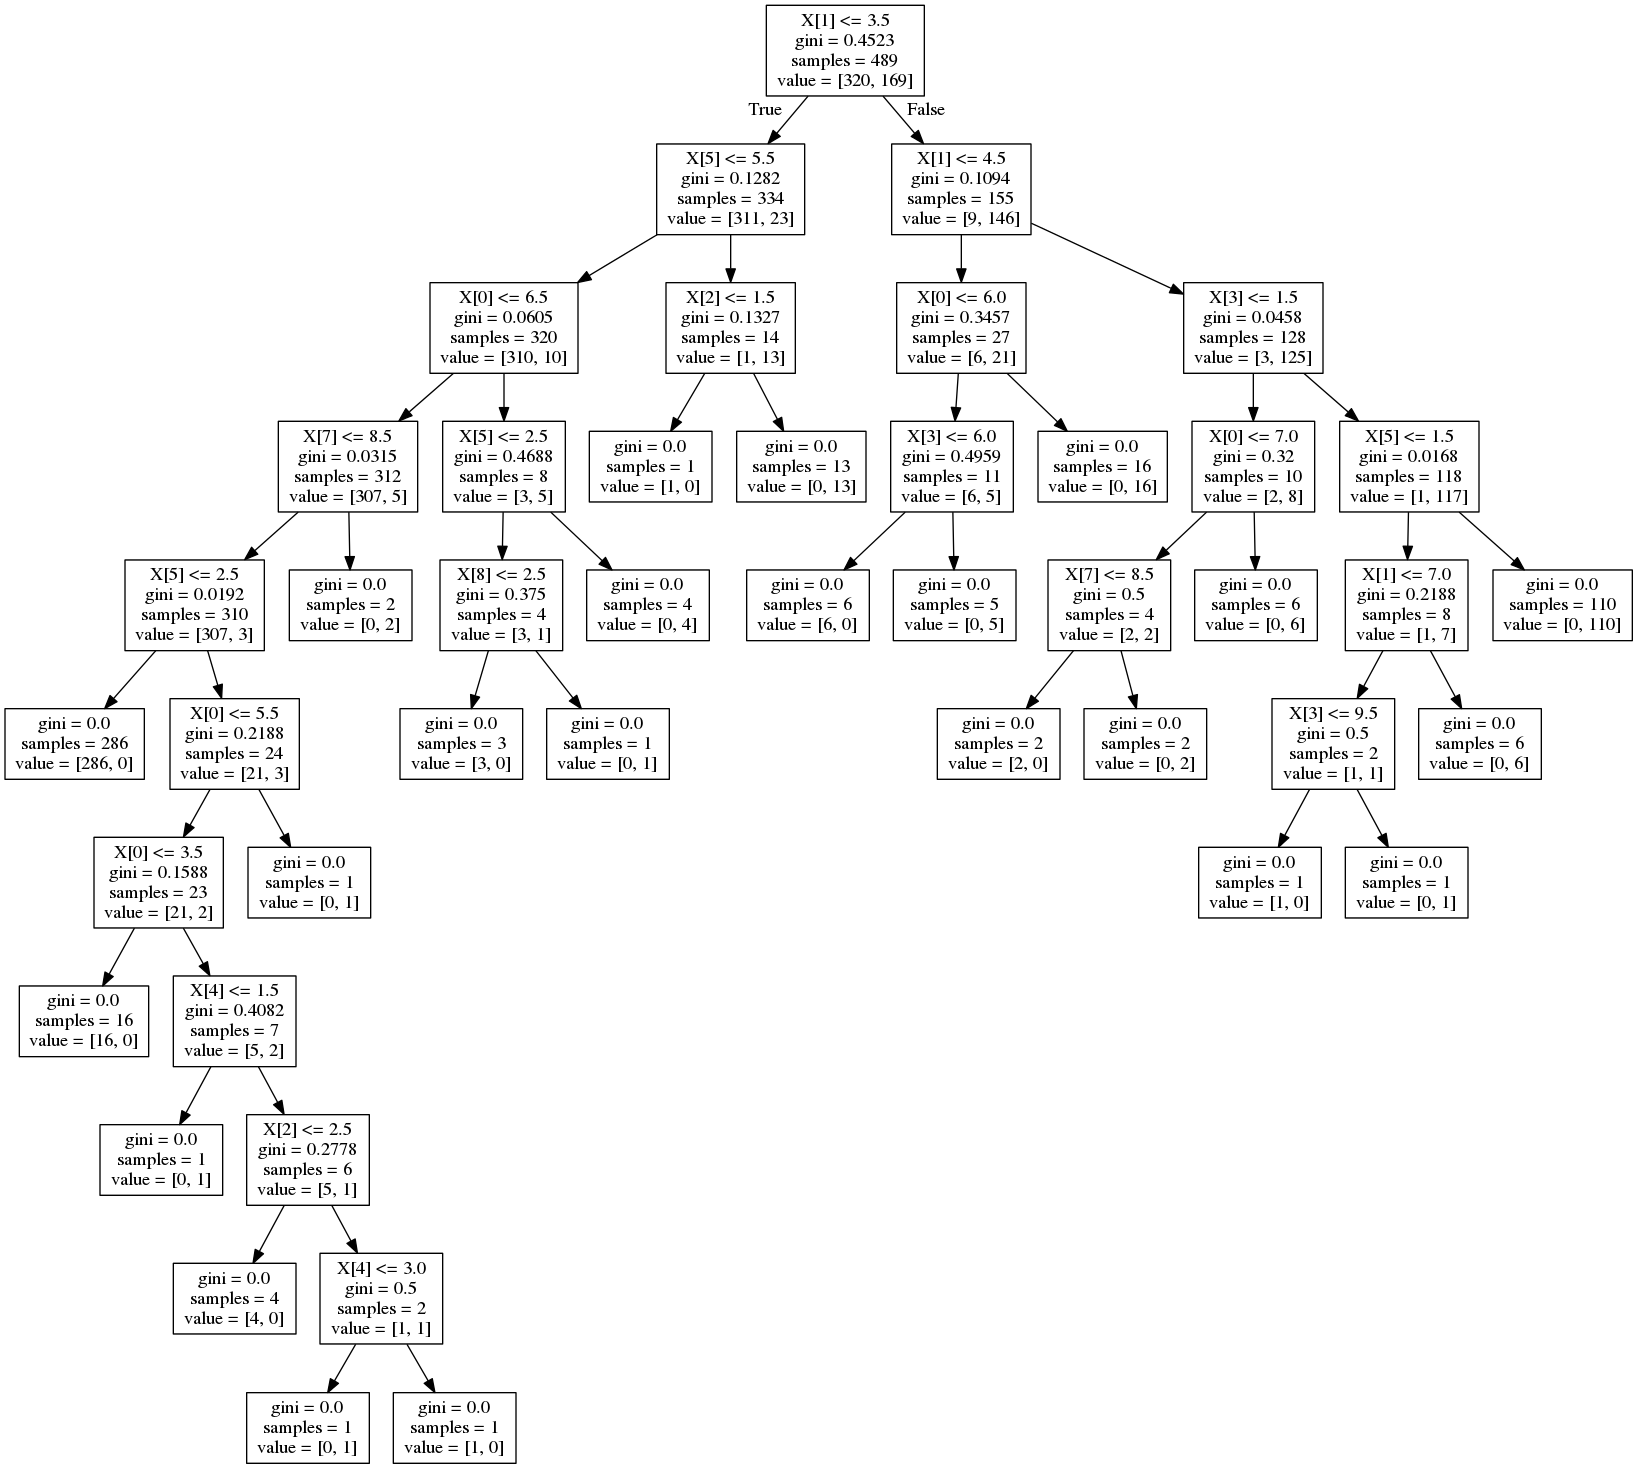 X[1] <= 3.5
gini = 0.4523
samples = 489
value = [320, 169]
True
False
X[5] <= 5.5
gini = 0.1282
samples = 334
value = [311, 23]
X[1] <= 4.5
gini = 0.1094
samples = 155
value = [9, 146]
X[0] <= 6.5
gini = 0.0605
samples = 320
value = [310, 10]
X[2] <= 1.5
gini = 0.1327
samples = 14
value = [1, 13]
X[0] <= 6.0
gini = 0.3457
samples = 27
value = [6, 21]
X[3] <= 1.5
gini = 0.0458
samples = 128
value = [3, 125]
X[7] <= 8.5
gini = 0.0315
samples = 312
value = [307, 5]
X[5] <= 2.5
gini = 0.4688
samples = 8
value = [3, 5]
gini = 0.0
samples = 1
value = [1, 0]
gini = 0.0
samples = 13
value = [0, 13]
X[3] <= 6.0
gini = 0.4959
samples = 11
value = [6, 5]
gini = 0.0
samples = 16
value = [0, 16]
X[0] <= 7.0
gini = 0.32
samples = 10
value = [2, 8]
X[5] <= 1.5
gini = 0.0168
samples = 118
value = [1, 117]
X[5] <= 2.5
gini = 0.0192
samples = 310
value = [307, 3]
gini = 0.0
samples = 2
value = [0, 2]
X[8] <= 2.5
gini = 0.375
samples = 4
value = [3, 1]
gini = 0.0
samples = 4
value = [0, 4]
gini = 0.0
samples = 6
value = [6, 0]
gini = 0.0
samples = 5
value = [0, 5]
X[7] <= 8.5
gini = 0.5
samples = 4
value = [2, 2]
gini = 0.0
samples = 6
value = [0, 6]
X[1] <= 7.0
gini = 0.2188
samples = 8
value = [1, 7]
gini = 0.0
samples = 110
value = [0, 110]
gini = 0.0
samples = 286
value = [286, 0]
X[0] <= 5.5
gini = 0.2188
samples = 24
value = [21, 3]
gini = 0.0
samples = 3
value = [3, 0]
gini = 0.0
samples = 1
value = [0, 1]
gini = 0.0
samples = 2
value = [2, 0]
gini = 0.0
samples = 2
value = [0, 2]
X[3] <= 9.5
gini = 0.5
samples = 2
value = [1, 1]
gini = 0.0
samples = 6
value = [0, 6]
X[0] <= 3.5
gini = 0.1588
samples = 23
value = [21, 2]
gini = 0.0
samples = 1
value = [0, 1]
gini = 0.0
samples = 1
value = [1, 0]
gini = 0.0
samples = 1
value = [0, 1]
gini = 0.0
samples = 16
value = [16, 0]
X[4] <= 1.5
gini = 0.4082
samples = 7
value = [5, 2]
gini = 0.0
samples = 1
value = [0, 1]
X[2] <= 2.5
gini = 0.2778
samples = 6
value = [5, 1]
gini = 0.0
samples = 4
value = [4, 0]
X[4] <= 3.0
gini = 0.5
samples = 2
value = [1, 1]
gini = 0.0
samples = 1
value = [0, 1]
gini = 0.0
samples = 1
value = [1, 0]